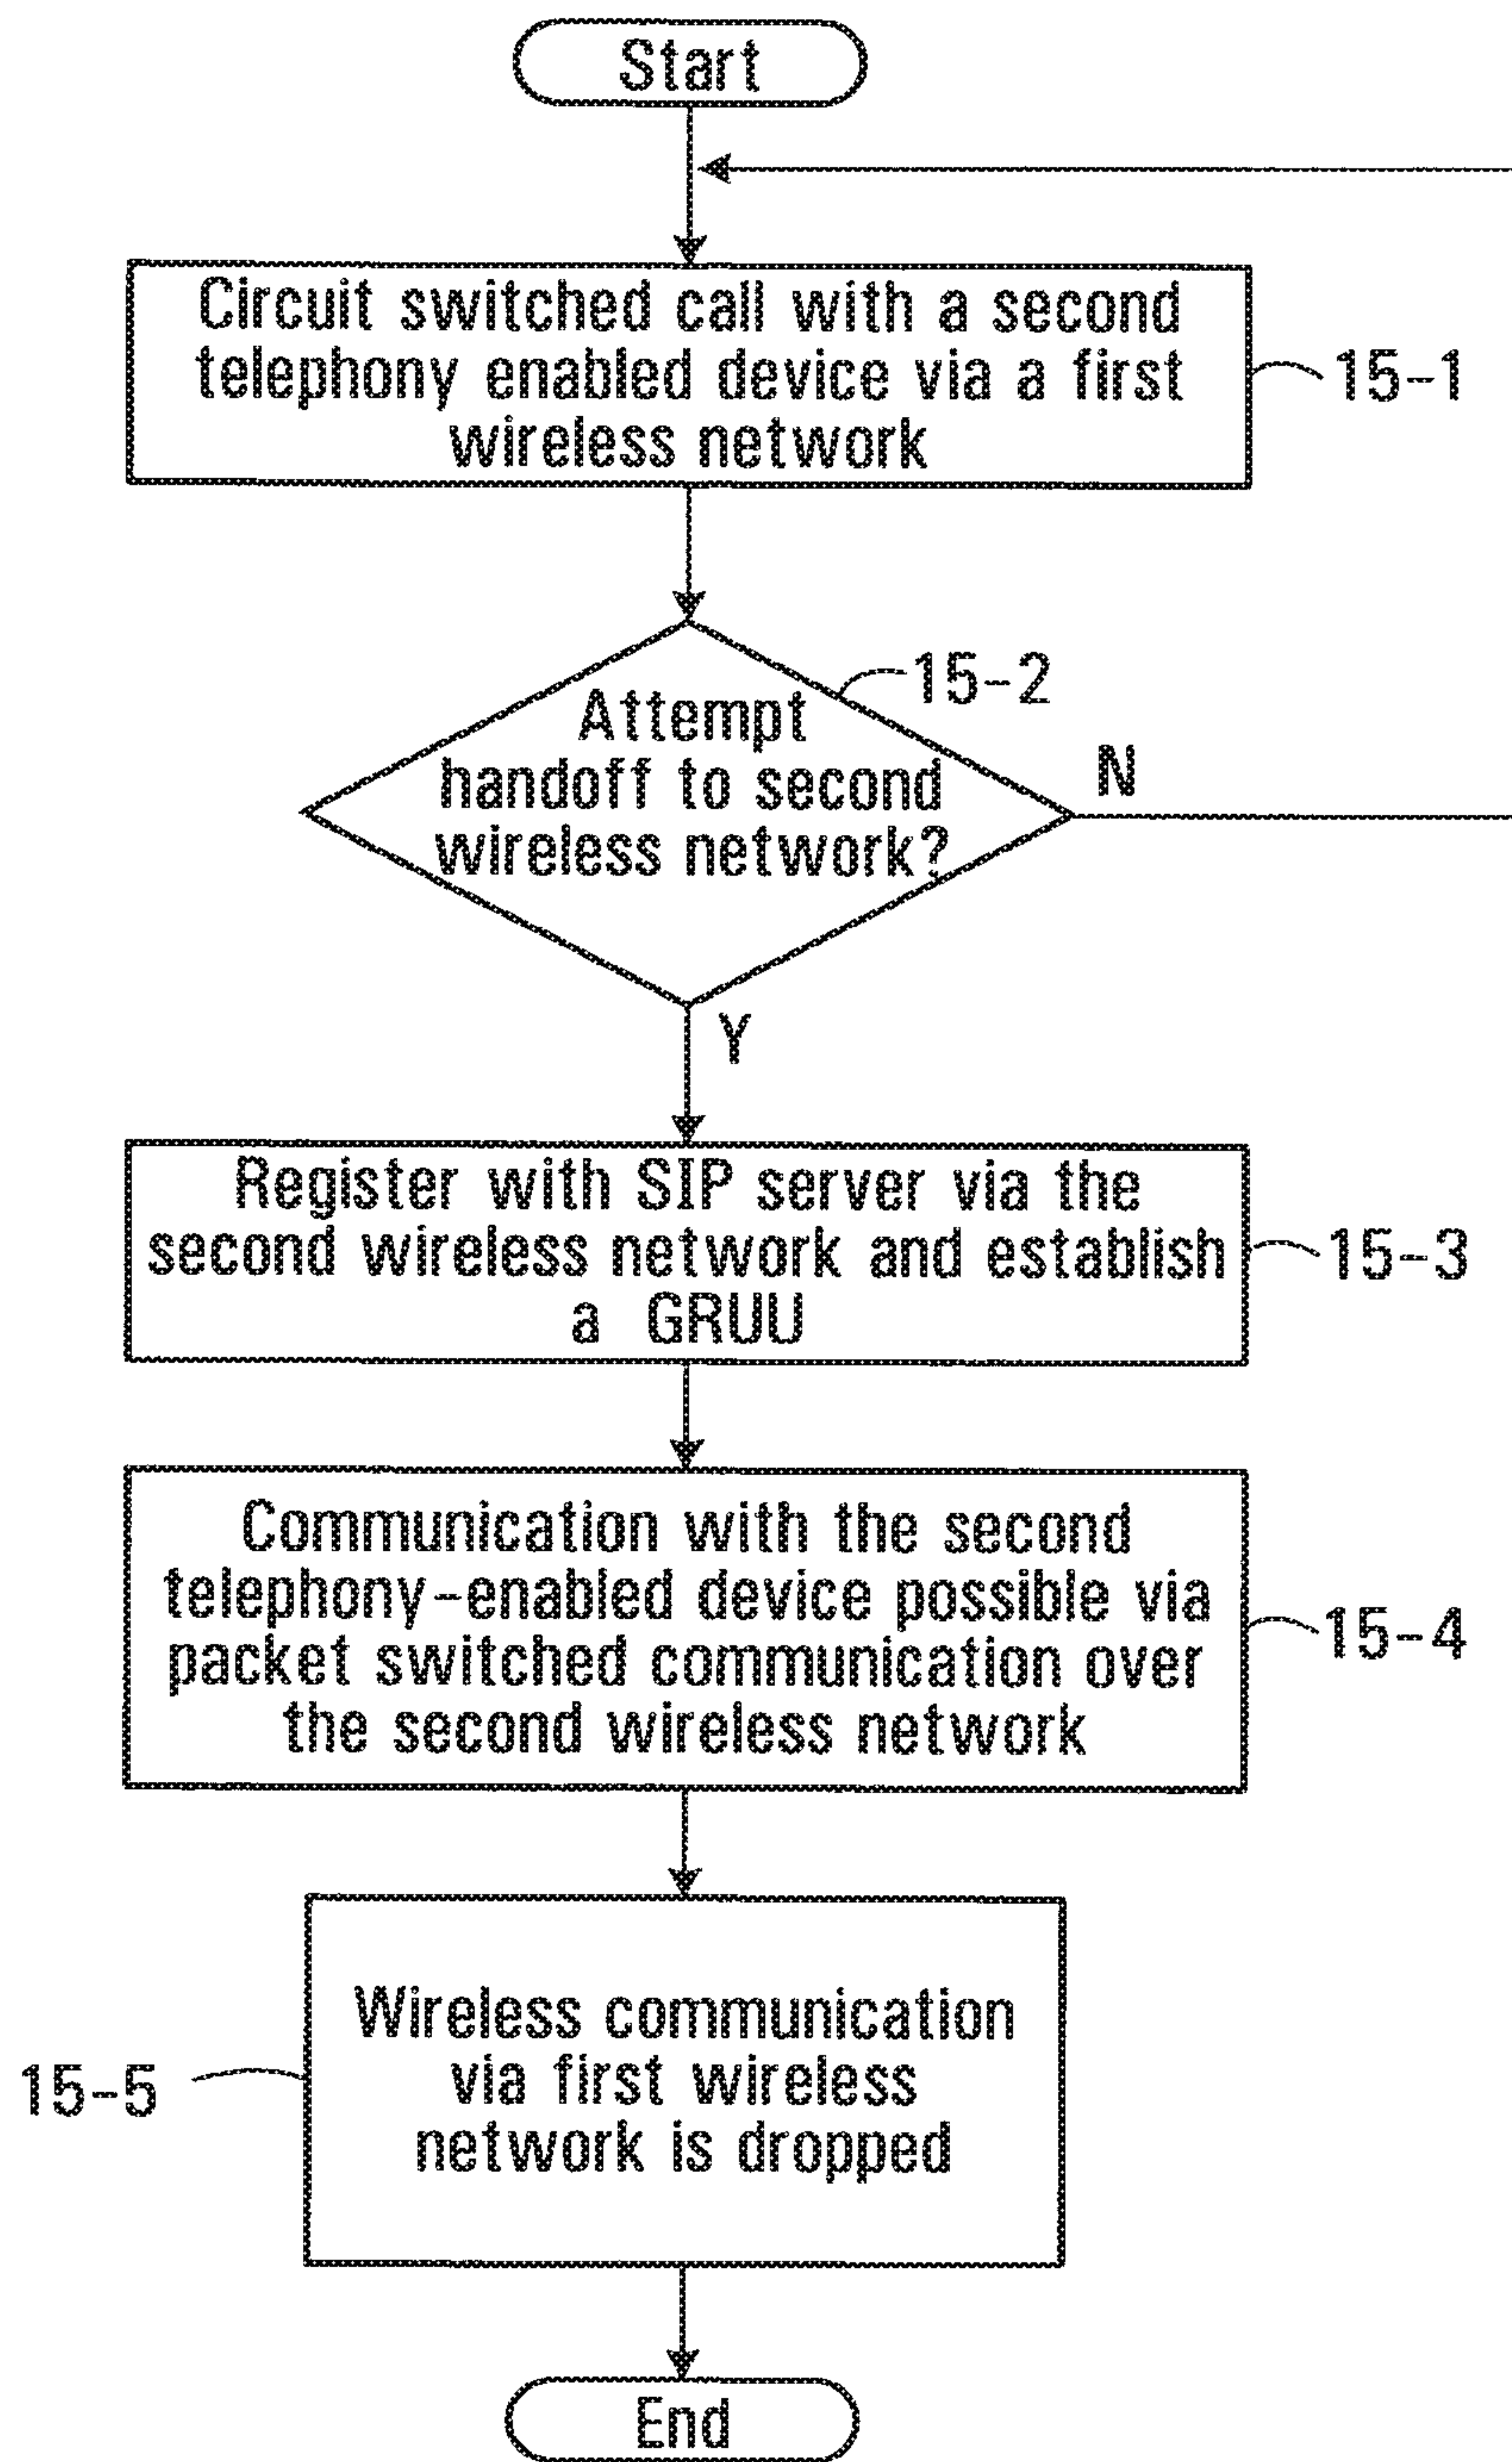 Start
Circuit switched call with a second
telephony enabled device via a first
wireless network
15-1
15-2
Attempt
handoff to second
wireless network?
N
Y
Register with SIP server via the
second wireless network and establish
a GRUU
15-3
Communication with the second
telephony-enabled device possible via
packet switched communication over
the second wireless network
15-4
Wireless communication
via first wireless
network is dropped
15-5
End